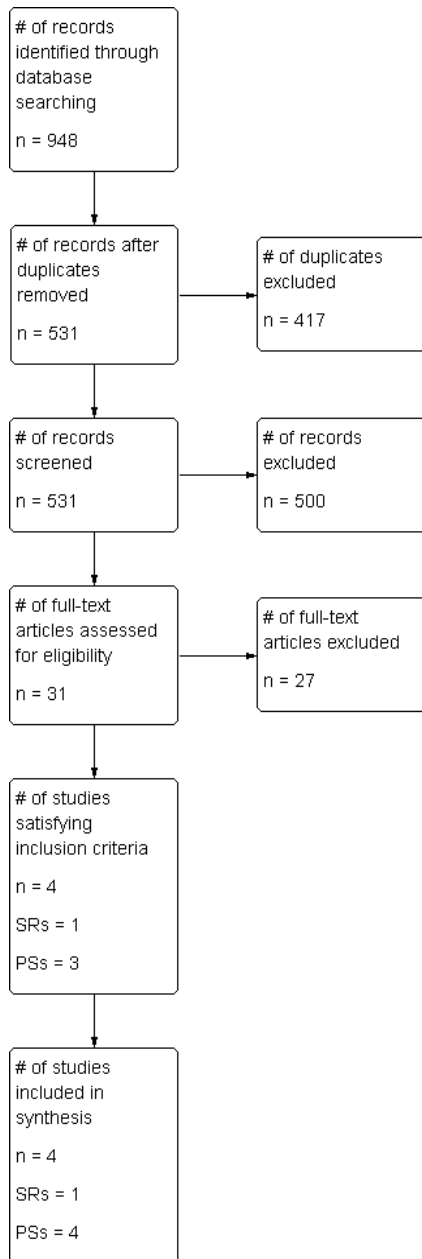 # of records
identified through
database
searching
n = 948
# of records after
duplicates
removed
n = 531
# of duplicates
excluded
n = 417
# of records
screened
n = 531
# of records
excluded
n = 500
# of full-text
articles assessed
for eligibility
n = 31
# of full-text
articles excluded
n = 27
# of studies
satisfying
inclusion criteria
n = 4
SRs = 1
PSs = 3
# of studies
included in
synthesis
n = 4
SRs = 1
PSs = 4